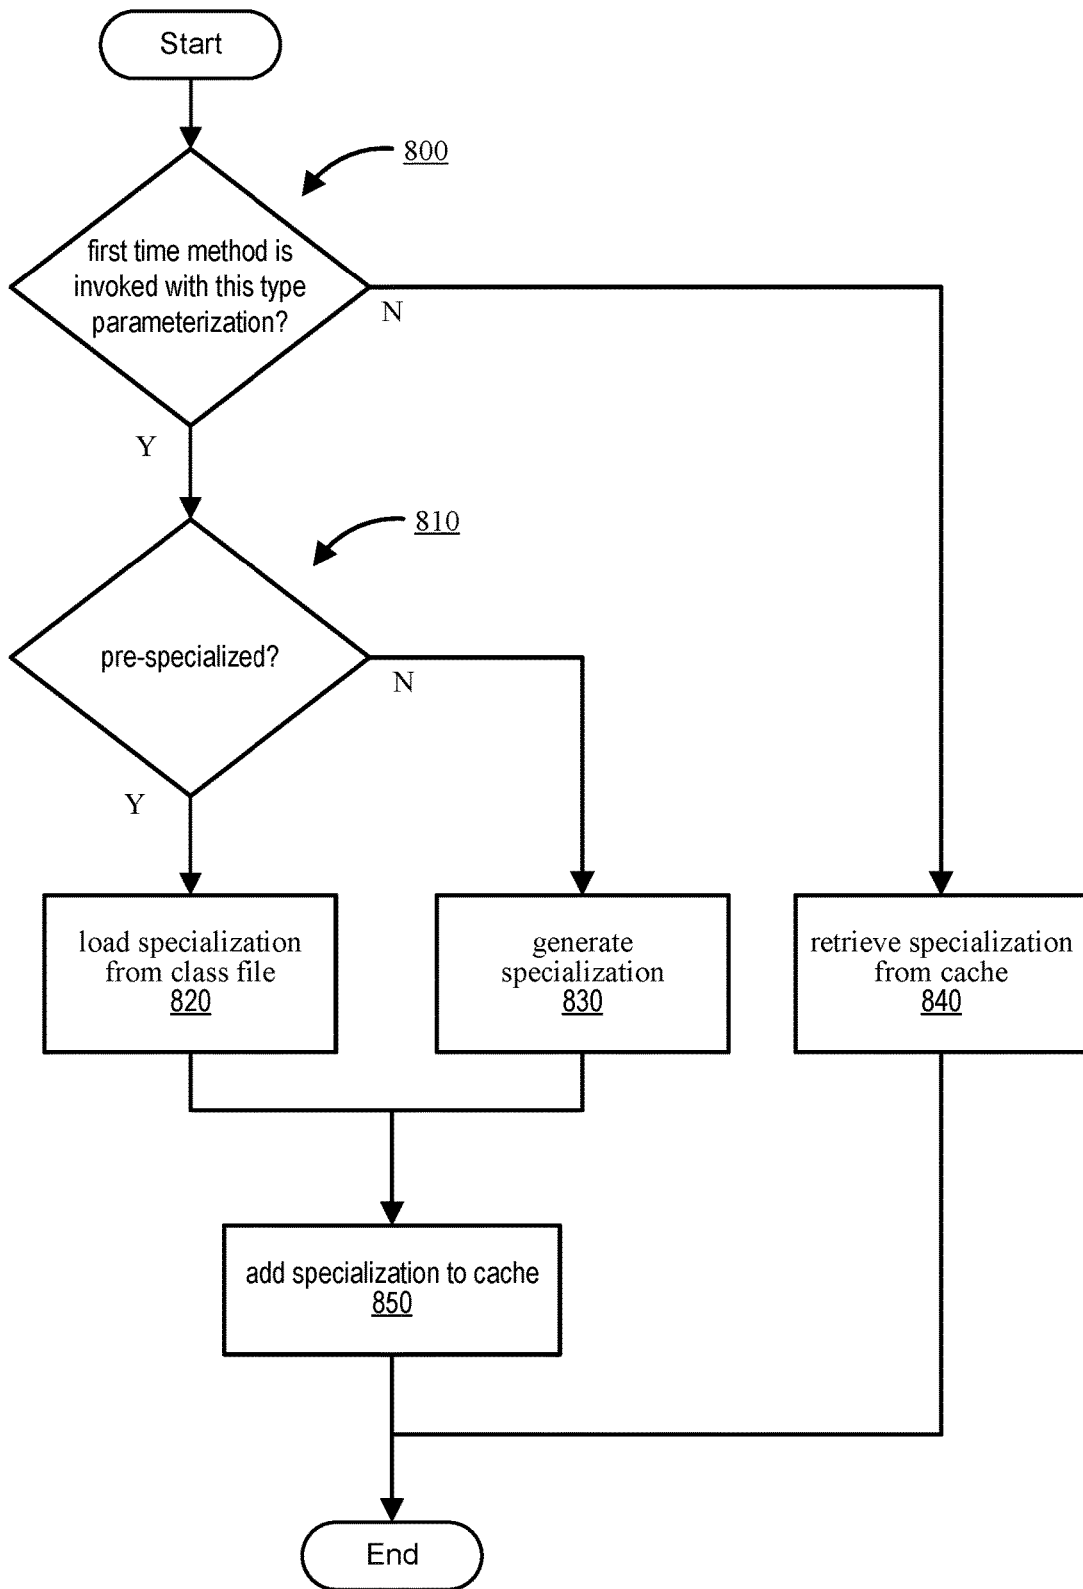 Start
800
first time method is
invoked with this type
parameterization?
N
Y
810
pre-specialized?
N
Y
load specialization
from class file
820
generate
specialization
830
retrieve specialization
from cache
840
add specialization to cache
850
End